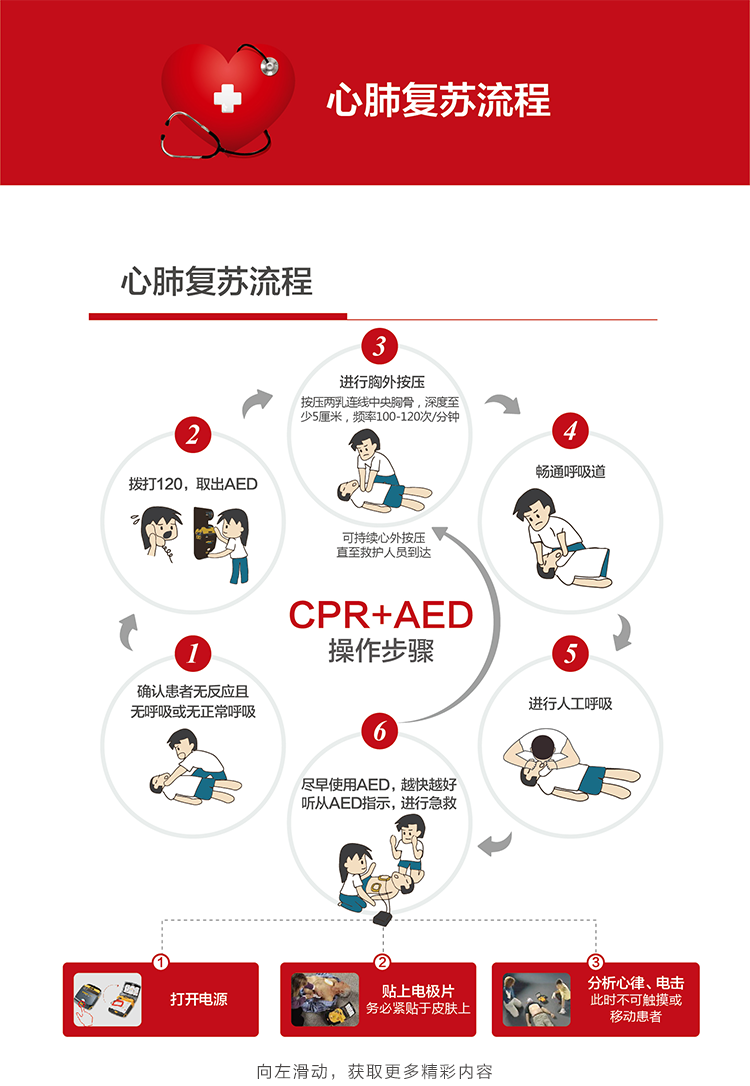 心肺复苏流程
心肺复苏流程
1
确认患者无反应且
无呼吸或无正常呼吸
2
拨打120，取出AED
3
进行胸外按压
按压两乳连线中央胸骨，深度至
少5厘米，频率100-120次/分钟
可持续心外按压
直至救护人员到达
4
畅通呼吸道
5
进行人工呼吸
6
尽早使用AED，越快越好
听从AED指示，进行急救
CPR+AED
操作步骤
1
打开电源
2
贴上电极片
务必紧贴于皮肤上
3
分析心律、电击
此时不可触摸或
移动患者
向左滑动，获取更多精彩内容